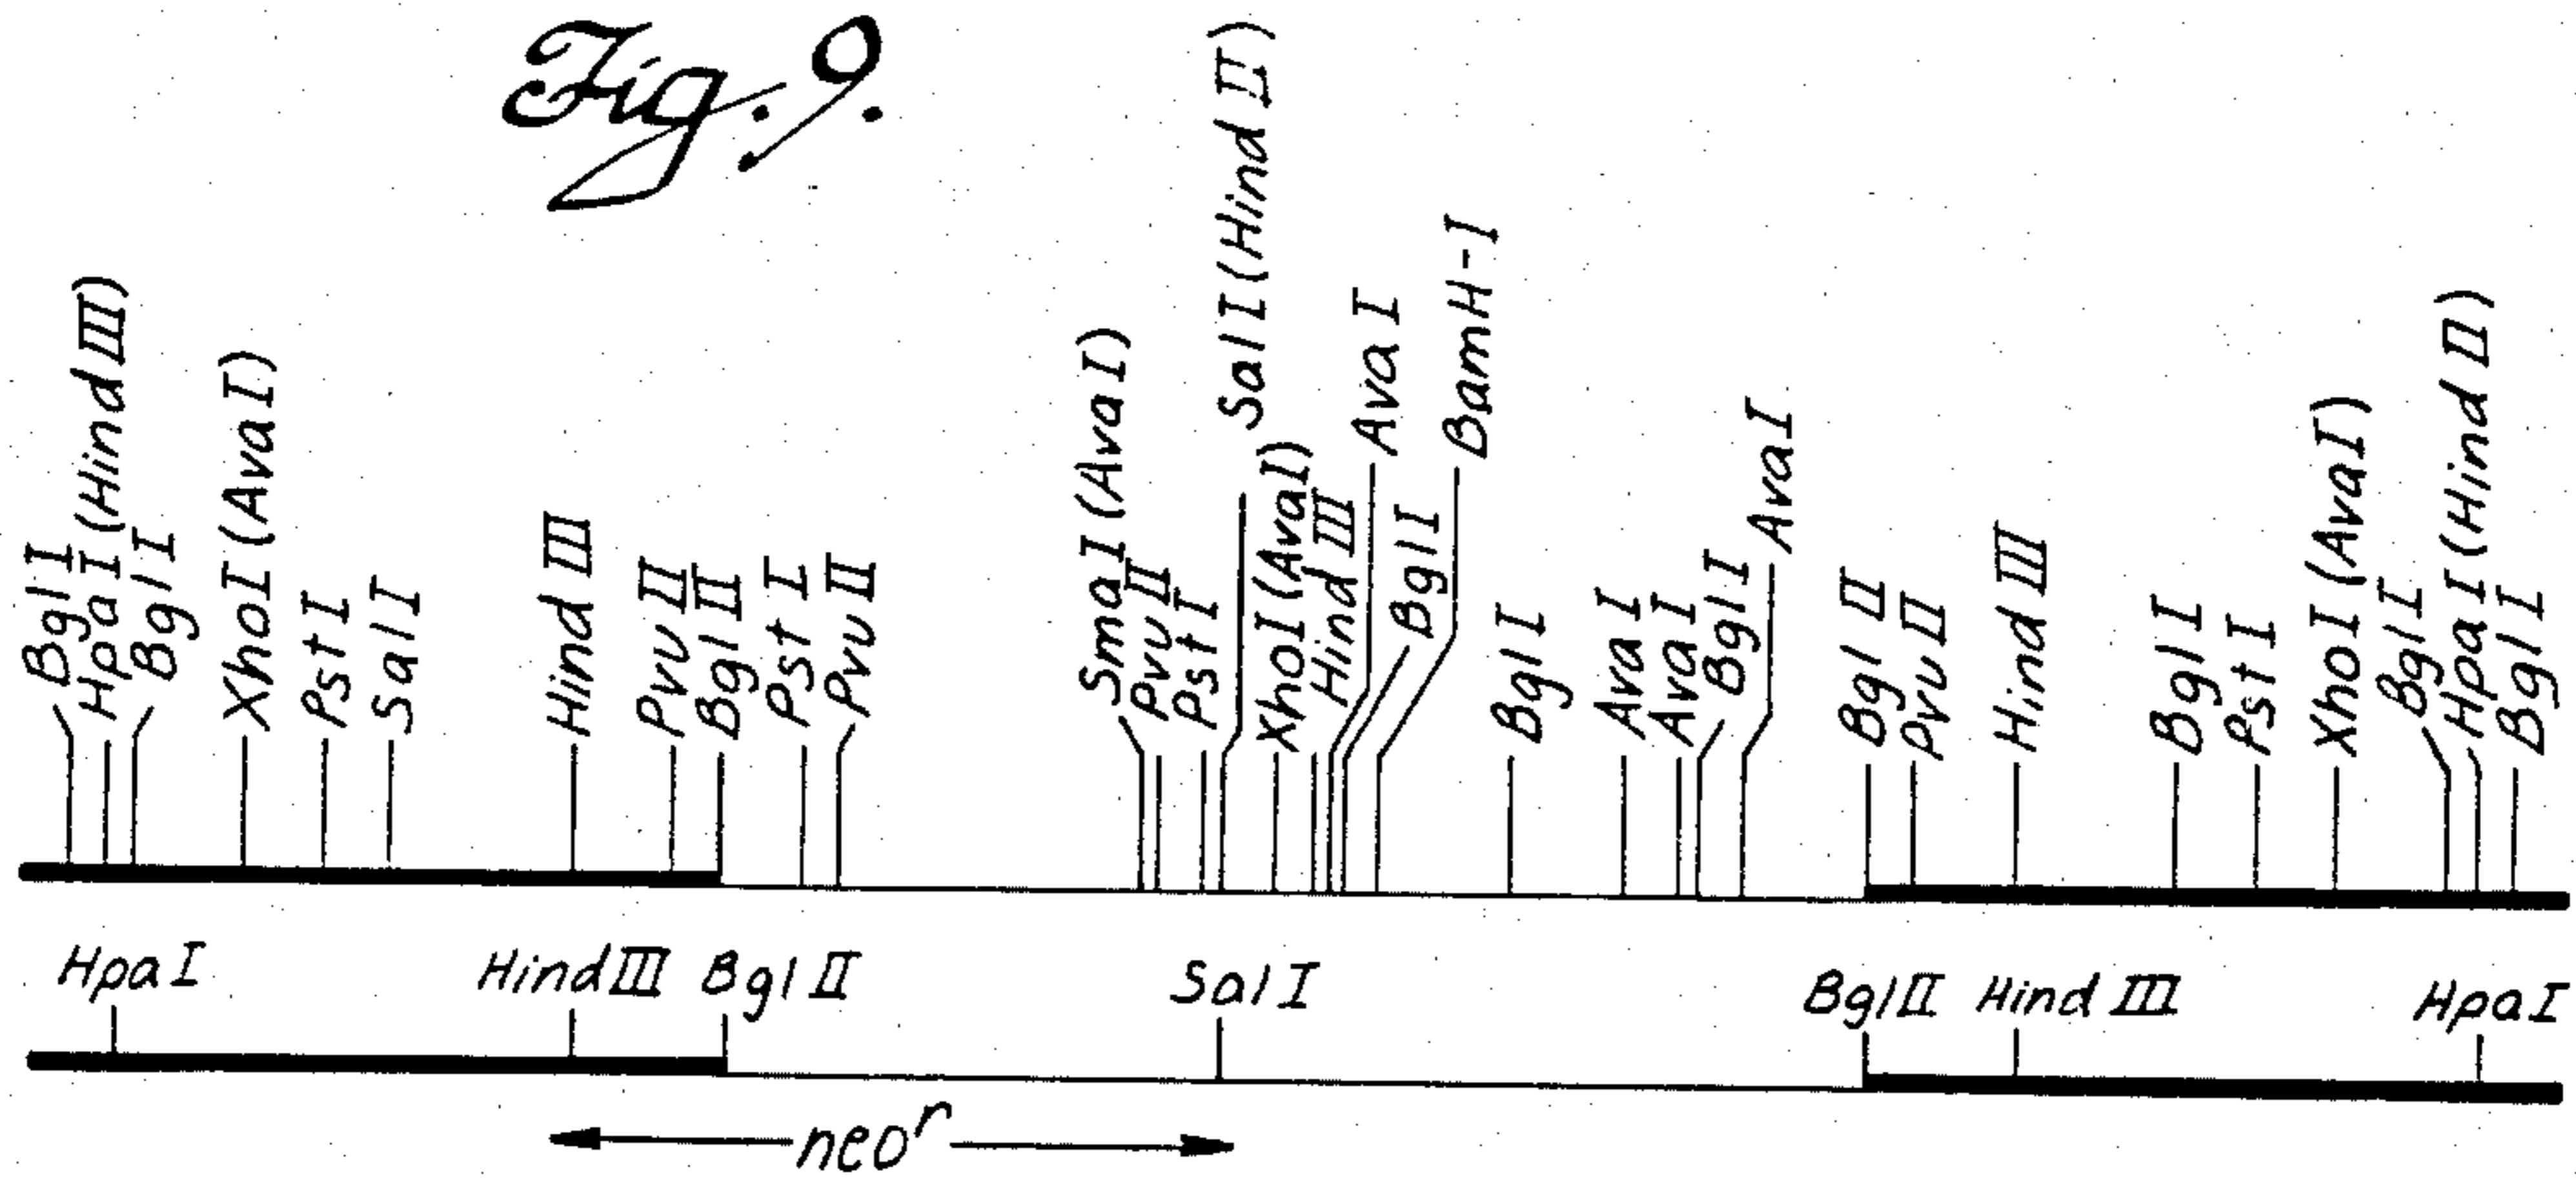 Fig. 9.
Bgl I
Hpa I (Hind III)
Bgl I
Xho I (Ava I)
Pst I
Sal I
Hind III
Pvu II
Bgl II
Pst I
Pvu II
Sma I (Ava I)
Pvu II
Pst I
Sal I (Hind II)
Xho I (Ava I)
Hind III
Ava I
Bgl I
BamH-I
Bgl I
Ava I
Ava I
Bgl I
Ava I
Bgl II
Pvu II
Hind III
Bgl I
Pst I
Xho I (Ava I)
Bgl I
Hpa I (Hind II)
Bgl I
Hpa I
Hind III
Bgl II
Sal I
Bgl II
Hind III
Hpa I
neo^r